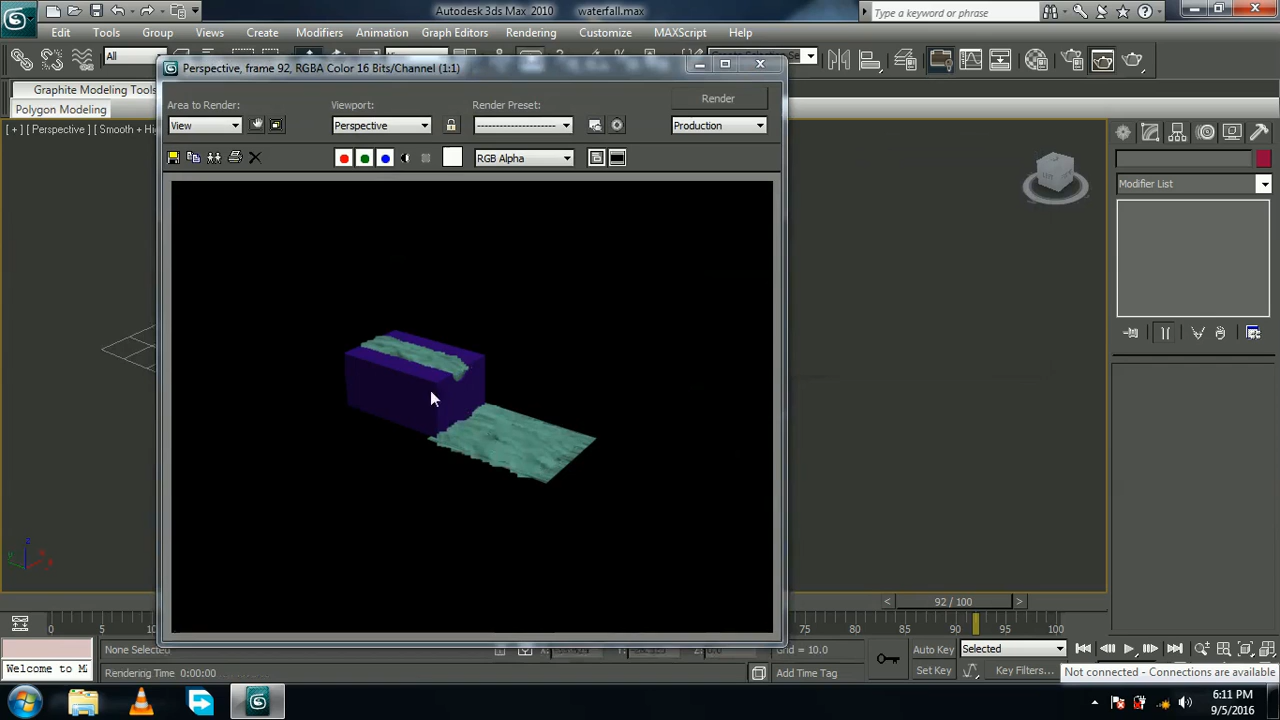 Autodesk 3ds Max 2010 waterfall.max
Type a keyword or phrase
Edit Tools Group Views Create Modifiers Animation Graph Editors Rendering Customize MAXScript Help
All
Perspective, frame 92, RGBA Color 16 Bits/Channel (1:1)
Graphite Modeling Tools
Area to Render: Viewport: Render Preset: Render
Polygon Modeling
View Perspective -------------------- Production
[ + ] [ Perspective ] [ Smooth + Hi
RGB Alpha
Modifier List
92 / 100
0 5 10 80 85 90 95 100
None Selected X: Y: Z: Grid = 10.0 Auto Key Selected
Welcome to M Rendering Time 0:00:00 Add Time Tag Set Key Key Filters...
Not connected - Connections are available
6:11 PM
9/5/2016